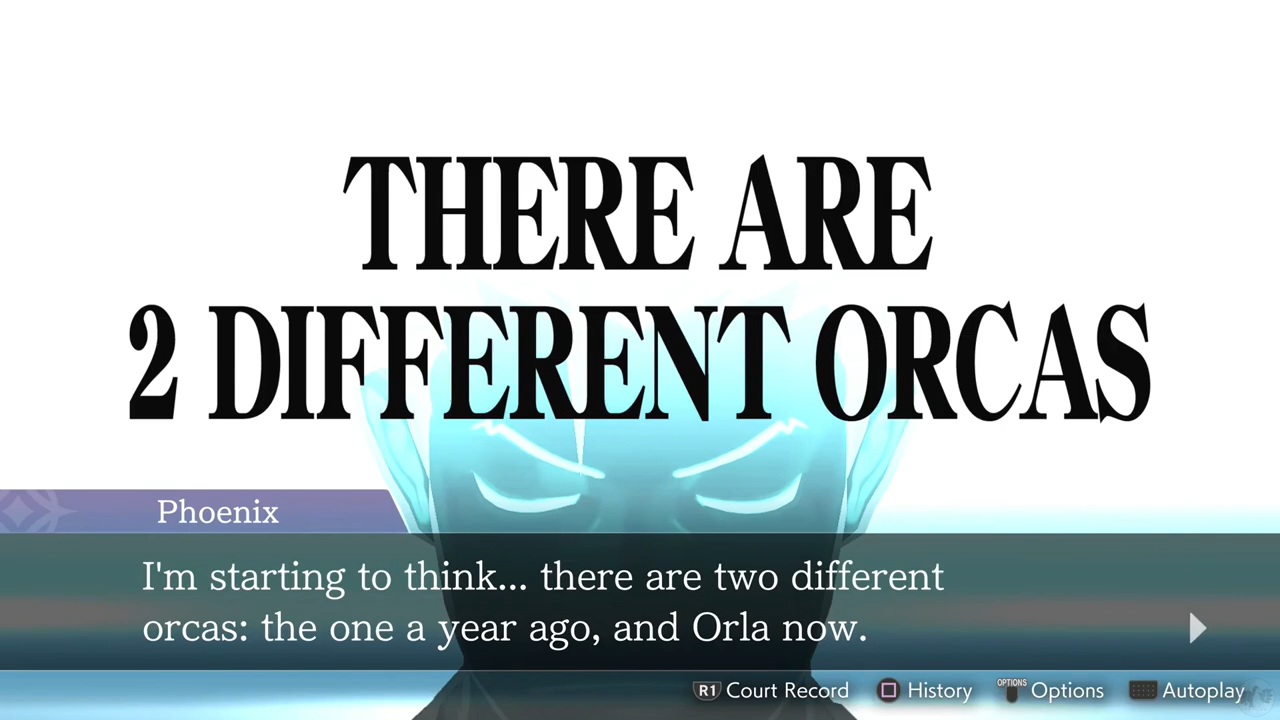 THERE ARE
2 DIFFERENT ORCAS
Phoenix
I'm starting to think... there are two different
orcas: the one a year ago, and Orla now.
R1 Court Record
History
OPTIONS Options
Autoplay